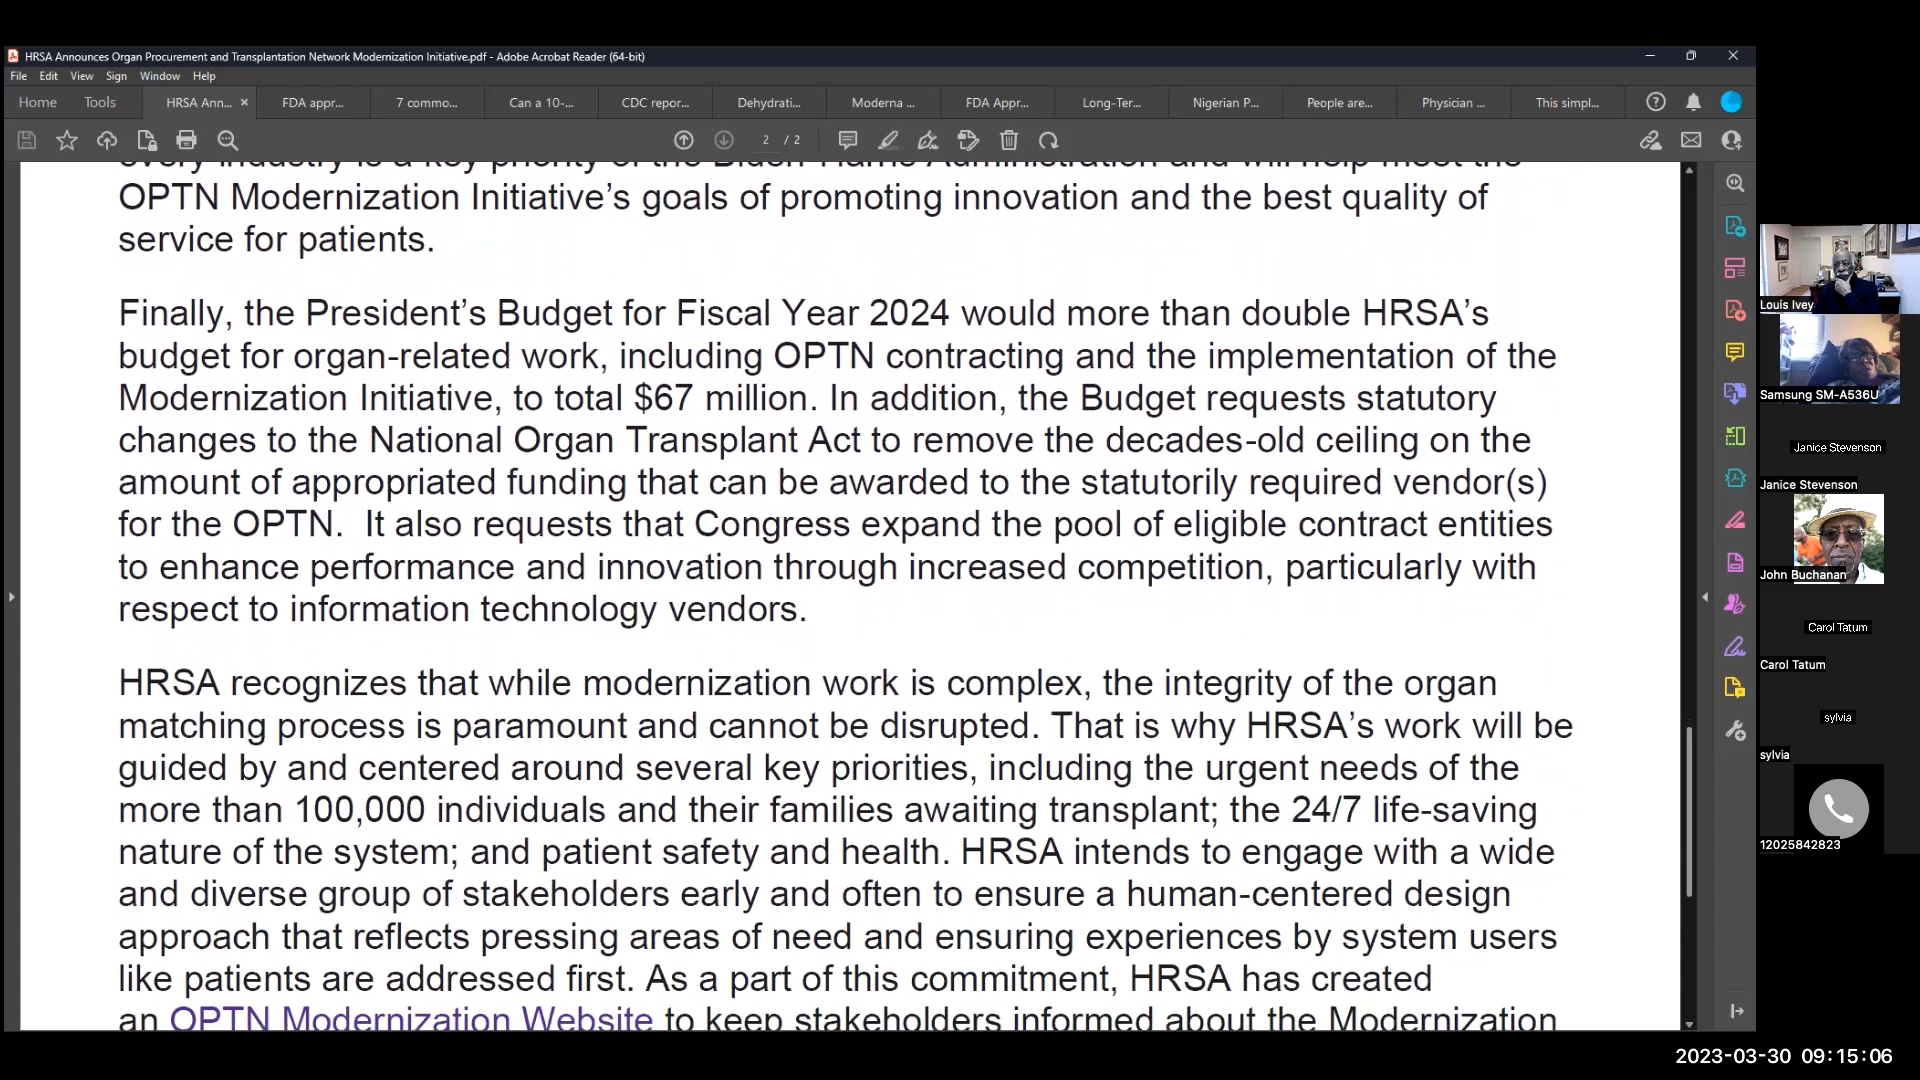 HRSA Announces Organ Procurement and Transplantation Network Modernization Initiative.pdf - Adobe Acrobat Reader (64-bit)
File Edit View Sign Window Help
Home Tools HRSA Ann... × FDA appr... 7 commo... Can a 10-... CDC repor... Dehydrati... Moderna ... FDA Appr... Long-Ter... Nigerian P... People are... Physician ... This simpl...
2 / 2
every industry is a key priority of the Biden-Harris Administration and will help meet the
OPTN Modernization Initiative’s goals of promoting innovation and the best quality of
service for patients.
Finally, the President’s Budget for Fiscal Year 2024 would more than double HRSA’s
budget for organ-related work, including OPTN contracting and the implementation of the
Modernization Initiative, to total $67 million. In addition, the Budget requests statutory
changes to the National Organ Transplant Act to remove the decades-old ceiling on the
amount of appropriated funding that can be awarded to the statutorily required vendor(s)
for the OPTN.  It also requests that Congress expand the pool of eligible contract entities
to enhance performance and innovation through increased competition, particularly with
respect to information technology vendors.
HRSA recognizes that while modernization work is complex, the integrity of the organ
matching process is paramount and cannot be disrupted. That is why HRSA’s work will be
guided by and centered around several key priorities, including the urgent needs of the
more than 100,000 individuals and their families awaiting transplant; the 24/7 life-saving
nature of the system; and patient safety and health. HRSA intends to engage with a wide
and diverse group of stakeholders early and often to ensure a human-centered design
approach that reflects pressing areas of need and ensuring experiences by system users
like patients are addressed first. As a part of this commitment, HRSA has created
an OPTN Modernization Website to keep stakeholders informed about the Modernization
Louis Ivey
Samsung SM-A536U
Janice Stevenson
Janice Stevenson
John Buchanan
Carol Tatum
Carol Tatum
sylvia
sylvia
12025842823
2023-03-30 09:15:06